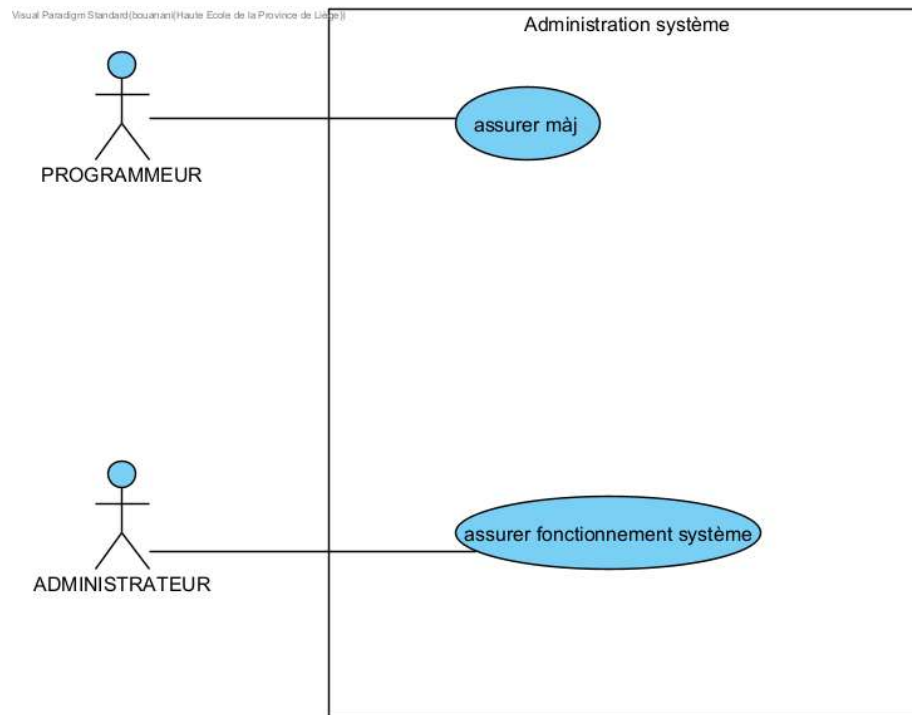 Visual Paradigm Standard(bouanani(Haute Ecole de la Province de Liège))
Administration système
assurer màj
PROGRAMMEUR
assurer fonctionnement système
ADMINISTRATEUR